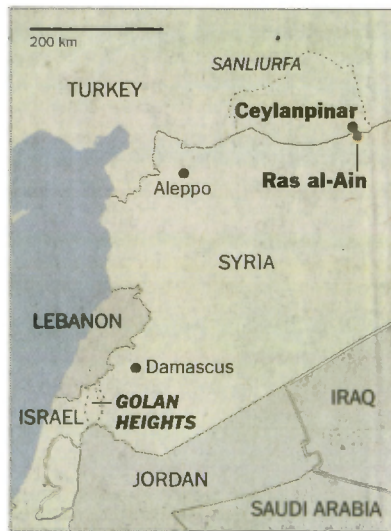 200 km
SANLIURFA
TURKEY
Ceylanpinar
Aleppo
Ras al-Ain
SYRIA
LEBANON
Damascus
ISRAEL
GOLAN
HEIGHTS
IRAQ
JORDAN
SAUDI ARABIA